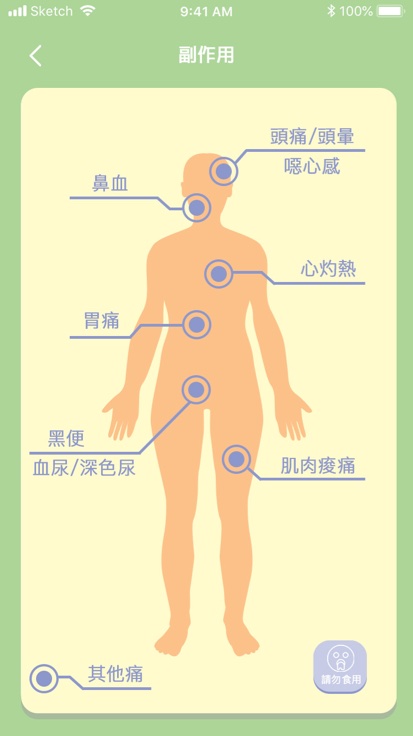 Sketch
9:41 AM
100%
副作用
頭痛/頭暈
噁心感
鼻血
心灼熱
胃痛
黑便
血尿/深色尿
肌肉痠痛
其他痛
請勿食用